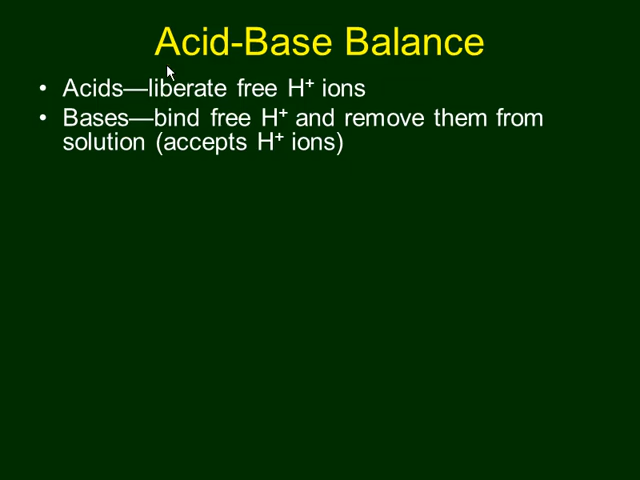 Acid-Base Balance
• Acids—liberate free H⁺ ions
• Bases—bind free H⁺ and remove them from
solution (accepts H⁺ ions)